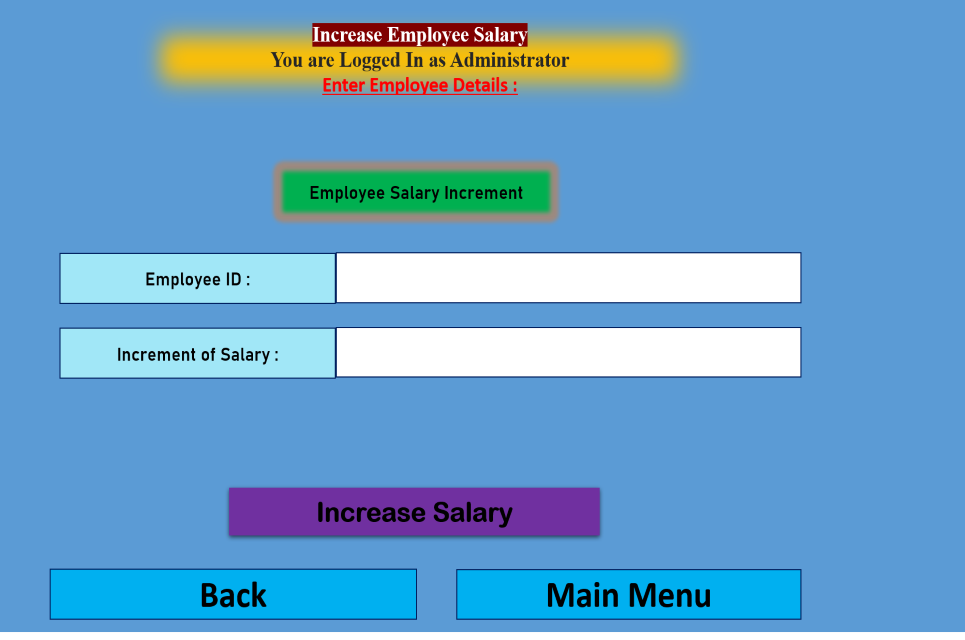 Increase Employee Salary
You are Logged In as Administrator
Enter Employee Details :
Employee Salary Increment
Employee ID :
Increment of Salary :
Increase Salary
Back
Main Menu